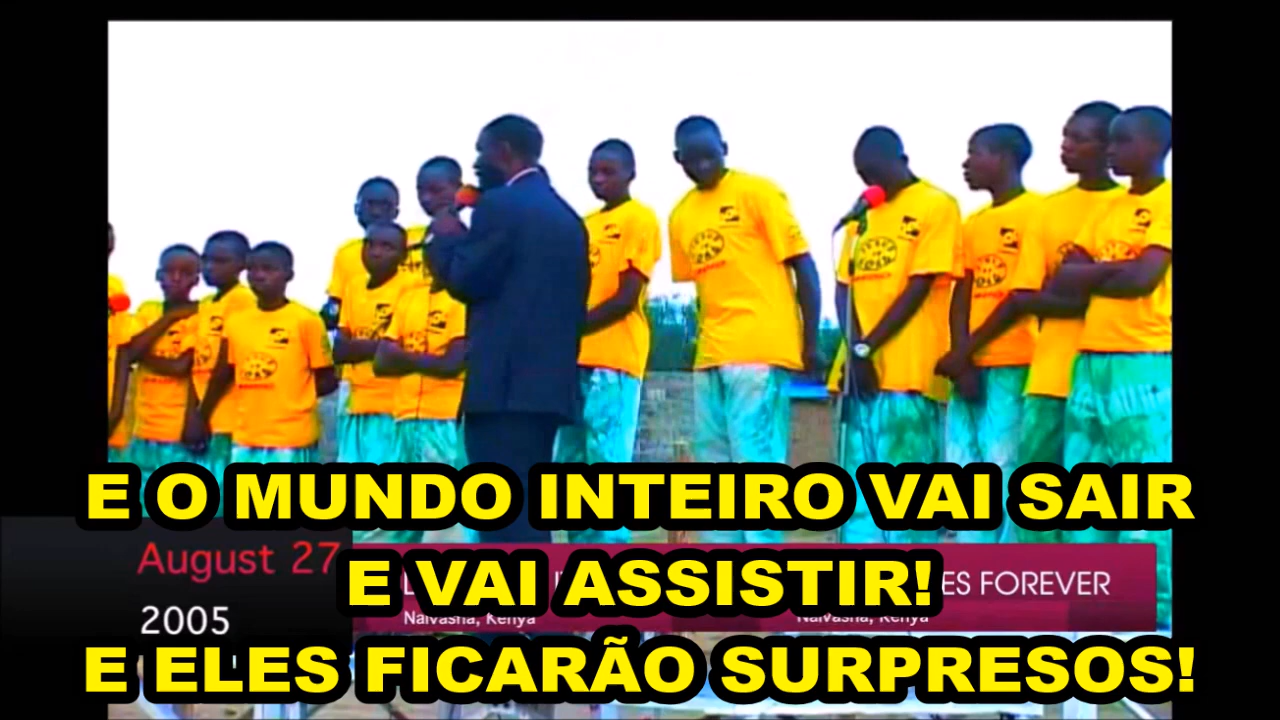 E O MUNDO INTEIRO VAI SAIR
August 27
E VAI ASSISTIR!
ES FOREVER
2005
Naivasha, Kenya
Naivasha, Kenya
E ELES FICARÃO SURPRESOS!